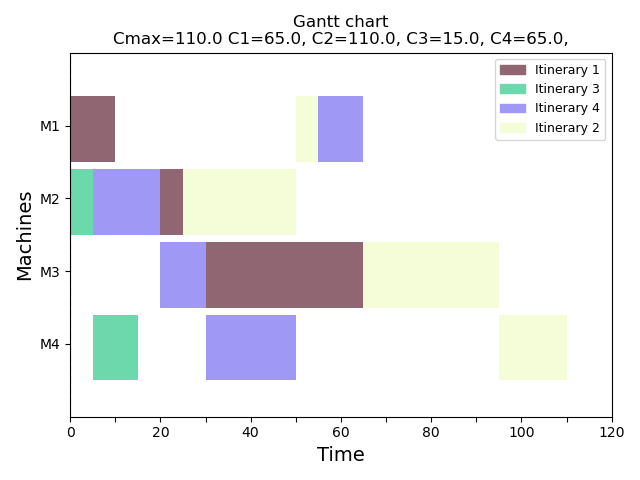 Gantt chart
Cmax=110.0 C1=65.0, C2=110.0, C3=15.0, C4=65.0,
Itinerary 1
Itinerary 3
Itinerary 4
Itinerary 2
M1
M2
M3
M4
Machines
0 20 40 60 80 100 120
Time